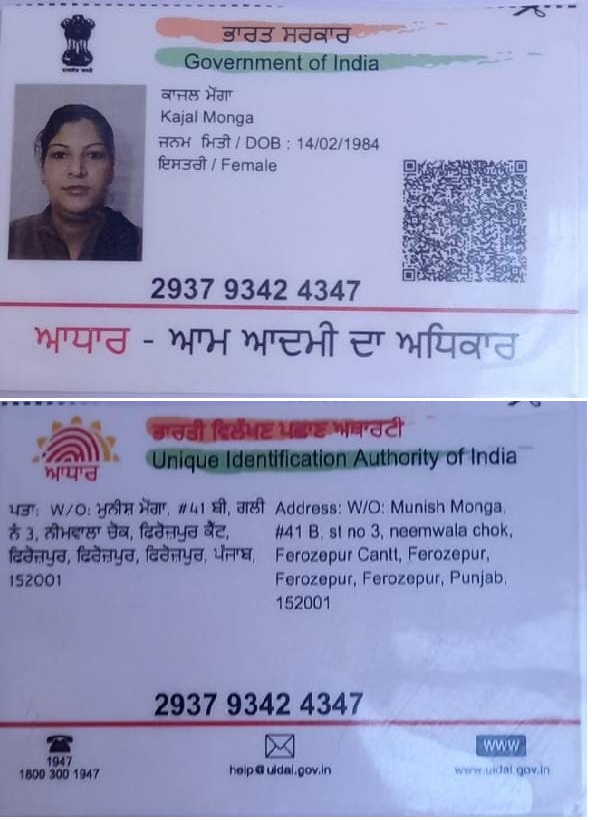 ਭਾਰਤ ਸਰਕਾਰ
Government of India
ਕਾਜਲ ਮੋਂਗਾ
Kajal Monga
ਜਨਮ ਮਿਤੀ / DOB : 14/02/1984
ਇਸਤਰੀ / Female
2937 9342 4347
ਆਧਾਰ - ਆਮ ਆਦਮੀ ਦਾ ਅਧਿਕਾਰ
ਭਾਰਤੀ ਵਿਲੱਖਣ ਪਛਾਣ ਅਥਾਰਟੀ
Unique Identification Authority of India
ਆਧਾਰ
ਪਤਾ: W/O: ਮੁਨੀਸ਼ ਮੋਂਗਾ, #41 ਬੀ, ਗਲੀ
ਨੰ 3, ਨੀਮਵਾਲਾ ਚੋਕ, ਫਿਰੋਜ਼ਪੁਰ ਕੈਂਟ,
ਫਿਰੋਜ਼ਪੁਰ, ਫਿਰੋਜ਼ਪੁਰ, ਫਿਰੋਜ਼ਪੁਰ, ਪੰਜਾਬ,
152001
Address: W/O: Munish Monga,
#41 B, st no 3, neemwala chok,
Ferozepur Cantt, Ferozepur,
Ferozepur, Ferozepur, Punjab,
152001
2937 9342 4347
1947
1800 300 1947
help@uidai.gov.in
www
www.uidai.gov.in